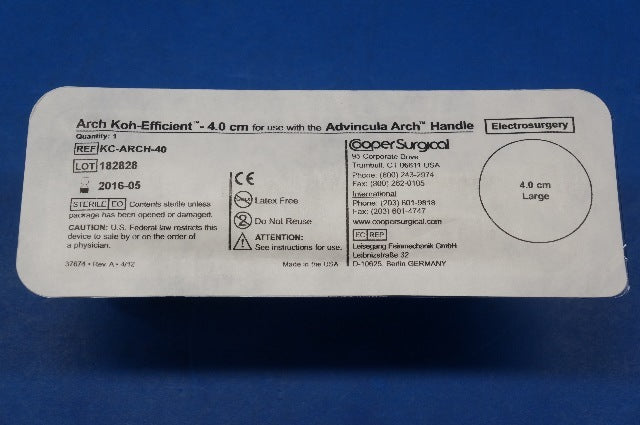 Arch Koh-Efficient™ - 4.0 cm for use with the Advincula Arch™ Handle
Electrosurgery
Quantity: 1
REF KC-ARCH-40
LOT 182828
2016-05
STERILE EO Contents sterile unless
package has been opened or damaged.
CAUTION: U.S. Federal law restricts this
device to sale by or on the order of
a physician.
37674 • Rev. A • 4/12
CE
Latex Free
2 Do Not Reuse
ATTENTION:
See instructions for use.
Made in the USA
CooperSurgical
95 Corporate Drive
Trumbull, CT 06611 USA
Phone: (800) 243-2974
Fax: (800) 262-0105
International
Phone: (203) 601-9818
Fax: (203) 601-4747
www.coopersurgical.com
EC REP
Leisegang Feinmechanik GmbH
Leibnizstraße 32
D-10625, Berlin GERMANY
4.0 cm
Large